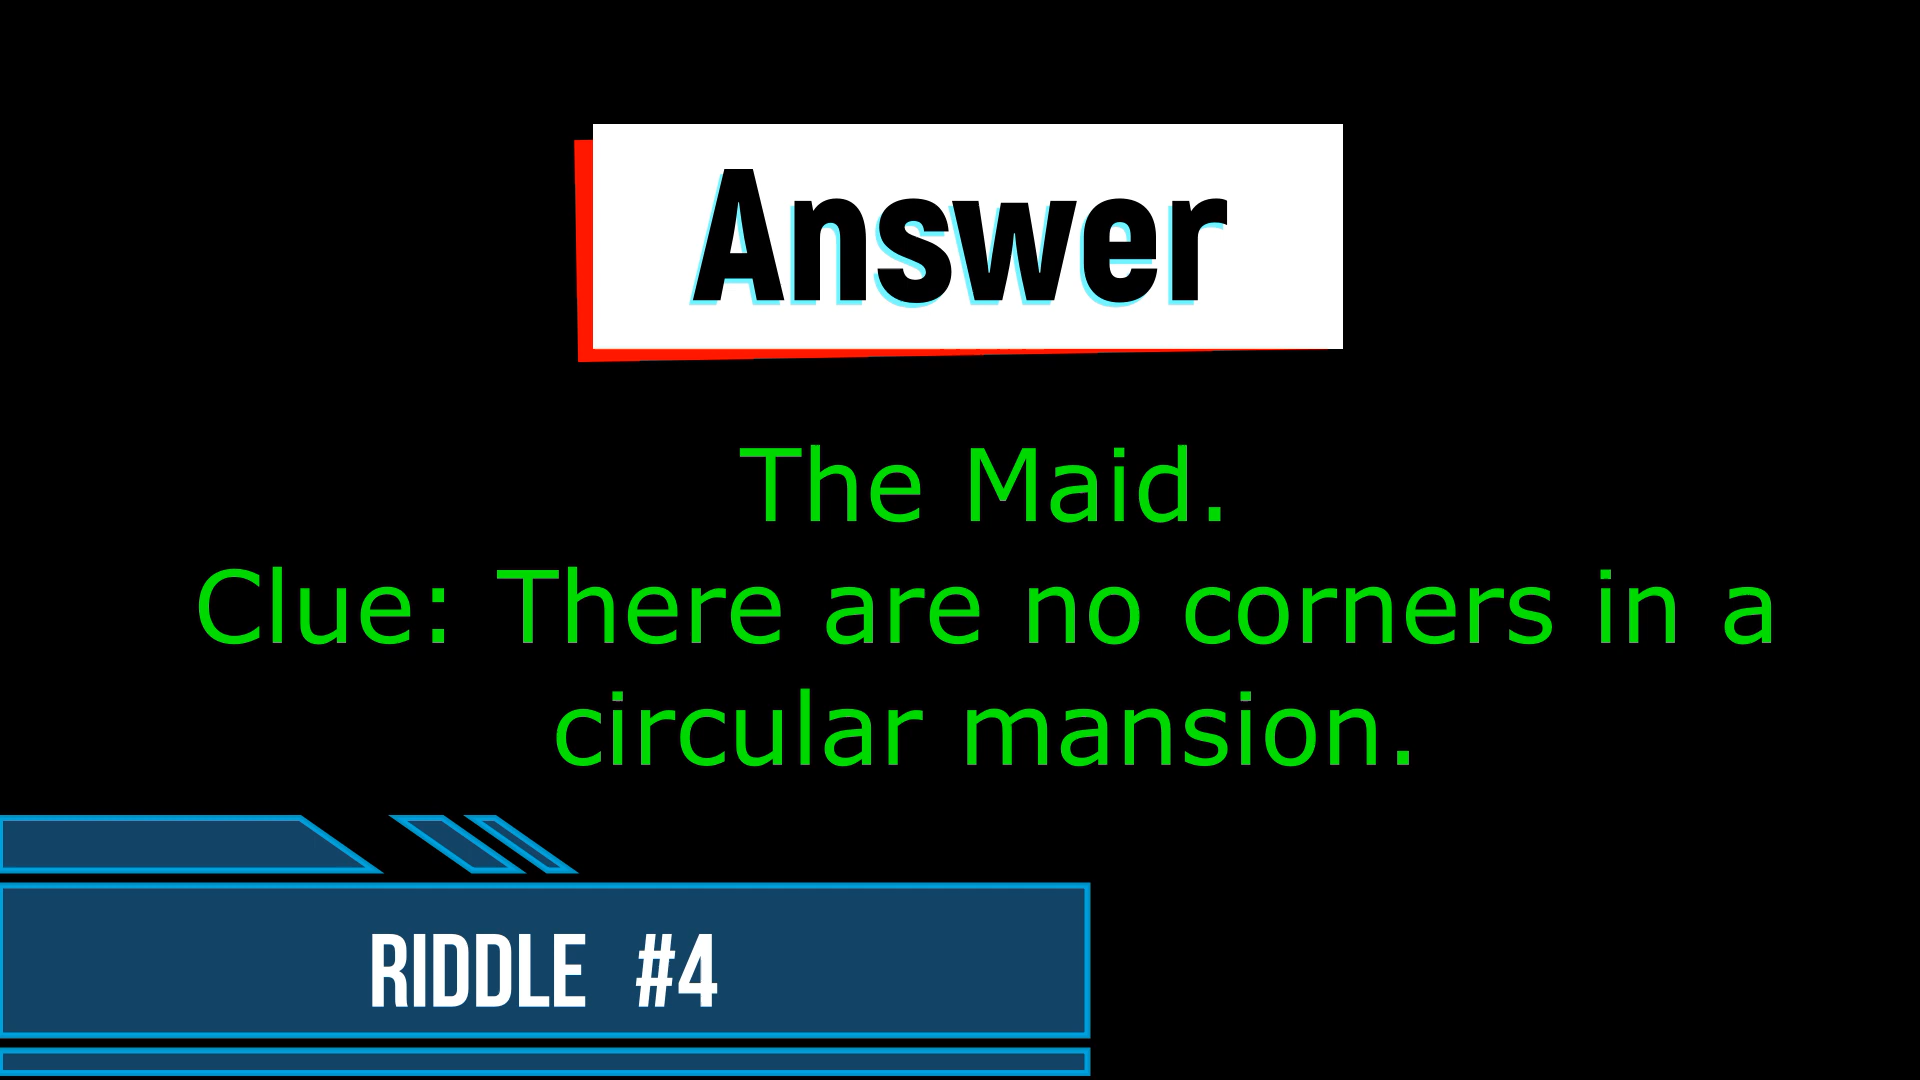 Answer
The Maid.
Clue: There are no corners in a
circular mansion.
RIDDLE #4